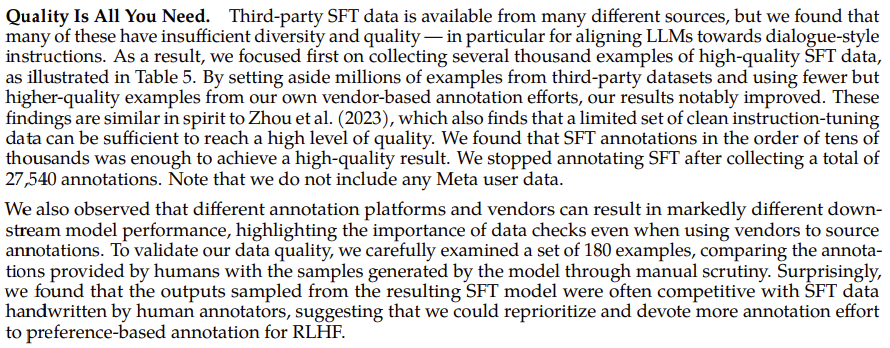 Quality Is All You Need. Third-party SFT data is available from many different sources, but we found that
many of these have insufficient diversity and quality — in particular for aligning LLMs towards dialogue-style
instructions. As a result, we focused first on collecting several thousand examples of high-quality SFT data,
as illustrated in Table 5. By setting aside millions of examples from third-party datasets and using fewer but
higher-quality examples from our own vendor-based annotation efforts, our results notably improved. These
findings are similar in spirit to Zhou et al. (2023), which also finds that a limited set of clean instruction-tuning
data can be sufficient to reach a high level of quality. We found that SFT annotations in the order of tens of
thousands was enough to achieve a high-quality result. We stopped annotating SFT after collecting a total of
27,540 annotations. Note that we do not include any Meta user data.
We also observed that different annotation platforms and vendors can result in markedly different down-
stream model performance, highlighting the importance of data checks even when using vendors to source
annotations. To validate our data quality, we carefully examined a set of 180 examples, comparing the annota-
tions provided by humans with the samples generated by the model through manual scrutiny. Surprisingly,
we found that the outputs sampled from the resulting SFT model were often competitive with SFT data
handwritten by human annotators, suggesting that we could reprioritize and devote more annotation effort
to preference-based annotation for RLHF.